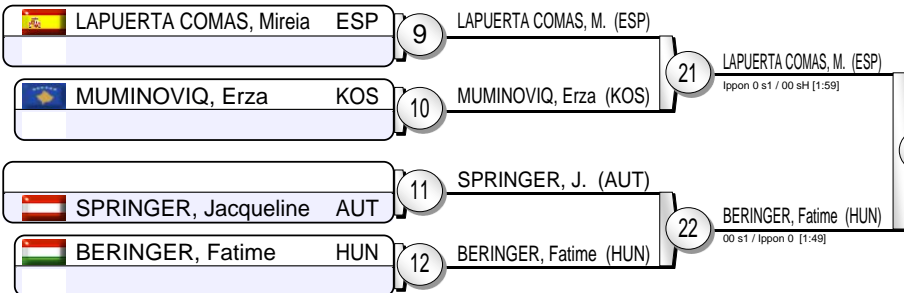 LAPUERTA COMAS, Mireia ESP
9
LAPUERTA COMAS, M. (ESP)
MUMINOVIQ, Erza KOS
10
MUMINOVIQ, Erza (KOS)
21
LAPUERTA COMAS, M. (ESP)
Ippon 0 s1 / 00 sH [1:59]
11
SPRINGER, J. (AUT)
SPRINGER, Jacqueline AUT
BERINGER, Fatime HUN
12
BERINGER, Fatime (HUN)
22
BERINGER, Fatime (HUN)
00 s1 / Ippon 0 [1:49]